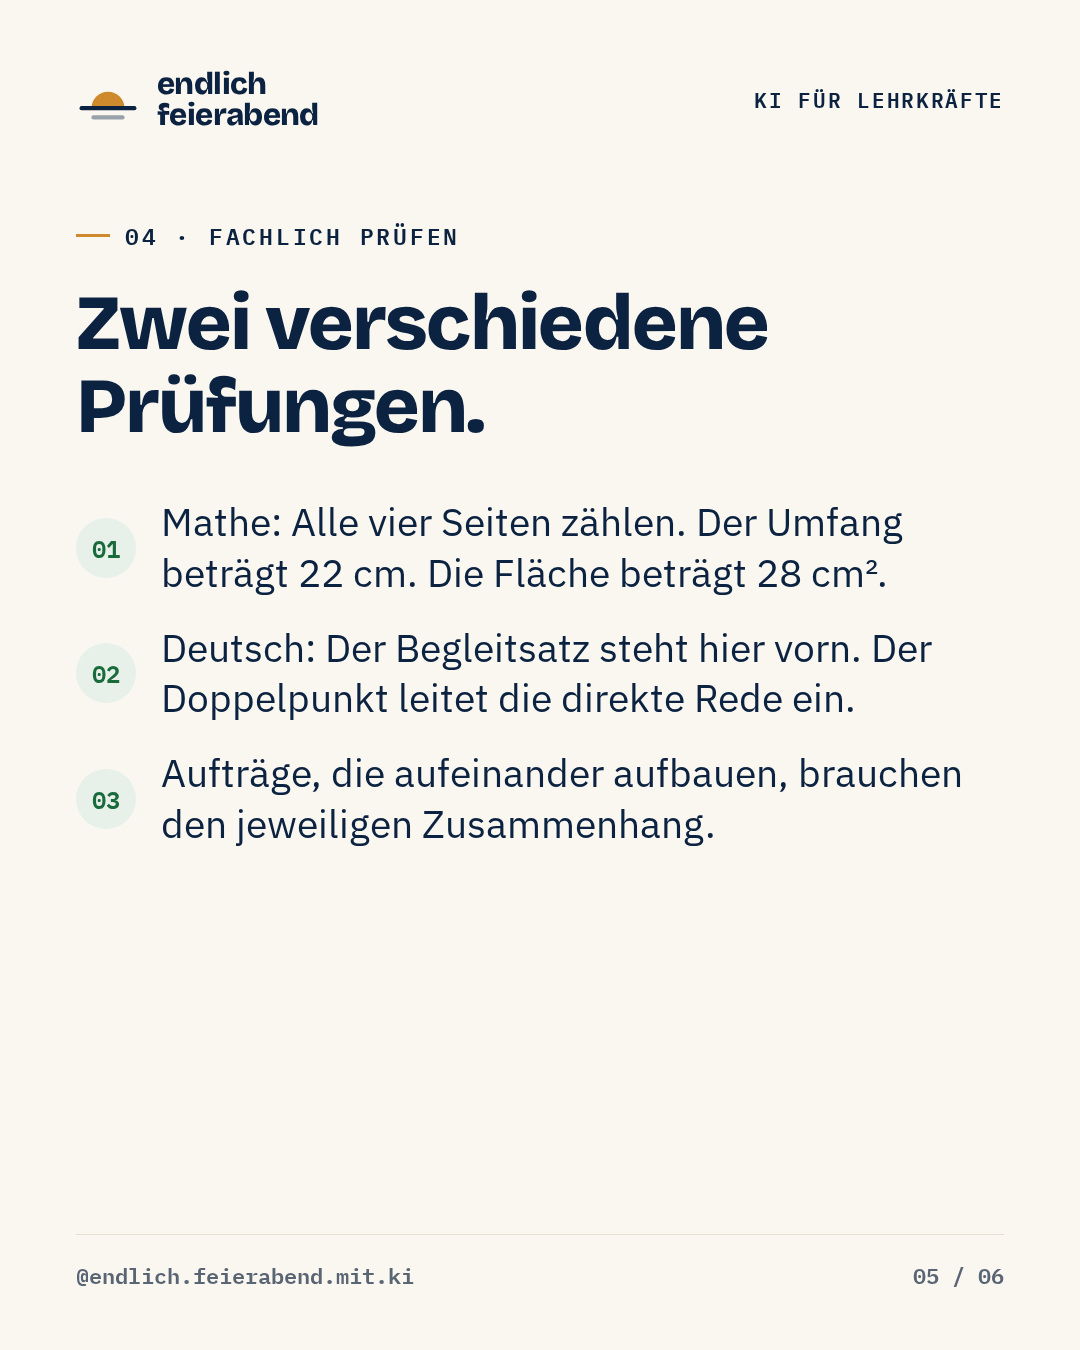 endlich
feierabend
KI FÜR LEHRKRÄFTE
04 · FACHLICH PRÜFEN
Zwei verschiedene
Prüfungen.
01
Mathe: Alle vier Seiten zählen. Der Umfang
beträgt 22 cm. Die Fläche beträgt 28 cm².
02
Deutsch: Der Begleitsatz steht hier vorn. Der
Doppelpunkt leitet die direkte Rede ein.
03
Aufträge, die aufeinander aufbauen, brauchen
den jeweiligen Zusammenhang.
@endlich.feierabend.mit.ki
05 / 06